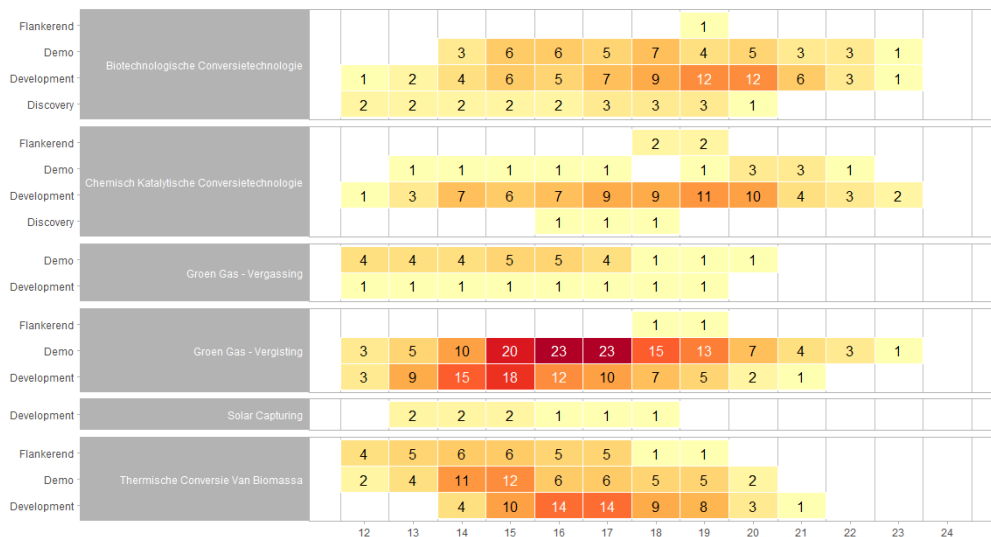 Flankerend 1
Demo 3 6 6 5 7 4 5 3 3 1
Biotechnologische Conversietechnologie
Development 1 2 4 6 5 7 9 12 12 6 3 1
Discovery 2 2 2 2 2 3 3 3 1
Flankerend 2 2
Demo 1 1 1 1 1 1 3 3 1
Chemisch Katalytische Conversietechnologie
Development 1 3 7 6 7 9 9 11 10 4 3 2
Discovery 1 1 1
Demo 4 4 4 5 5 4 1 1 1
Groen Gas - Vergassing
Development 1 1 1 1 1 1 1 1
Flankerend 1 1
Demo Groen Gas - Vergisting 3 5 10 20 23 23 15 13 7 4 3 1
Development 3 9 15 18 12 10 7 5 2 1
Development Solar Capturing 2 2 2 1 1 1
Flankerend 4 5 6 6 5 5 1 1
Demo Thermische Conversie Van Biomassa 2 4 11 12 6 6 5 5 2
Development 4 10 14 14 9 8 3 1
12 13 14 15 16 17 18 19 20 21 22 23 24